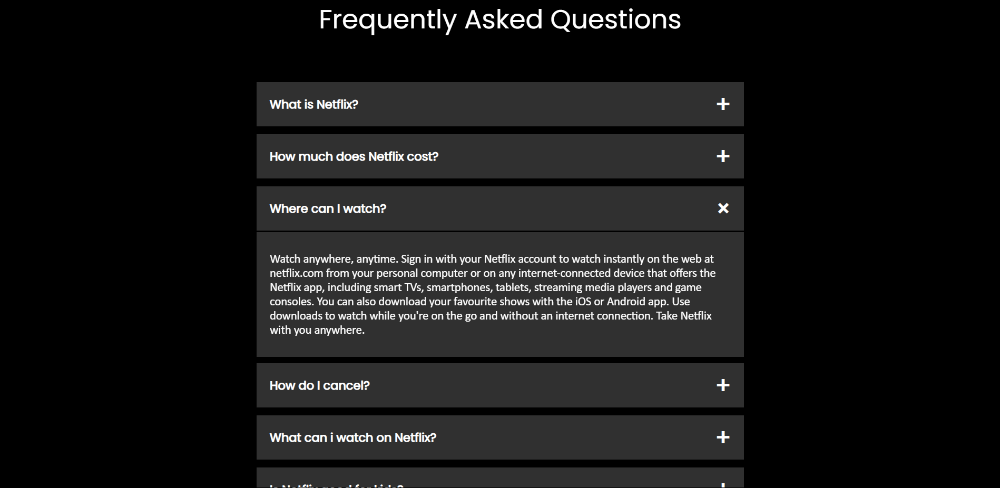 Frequently Asked Questions
What is Netflix?
How much does Netflix cost?
Where can I watch?
Watch anywhere, anytime. Sign in with your Netflix account to watch instantly on the web at
netflix.com from your personal computer or on any internet-connected device that offers the
Netflix app, including smart TVs, smartphones, tablets, streaming media players and game
consoles. You can also download your favourite shows with the iOS or Android app. Use
downloads to watch while you're on the go and without an internet connection. Take Netflix
with you anywhere.
How do I cancel?
What can i watch on Netflix?
Is Netflix good for kids?